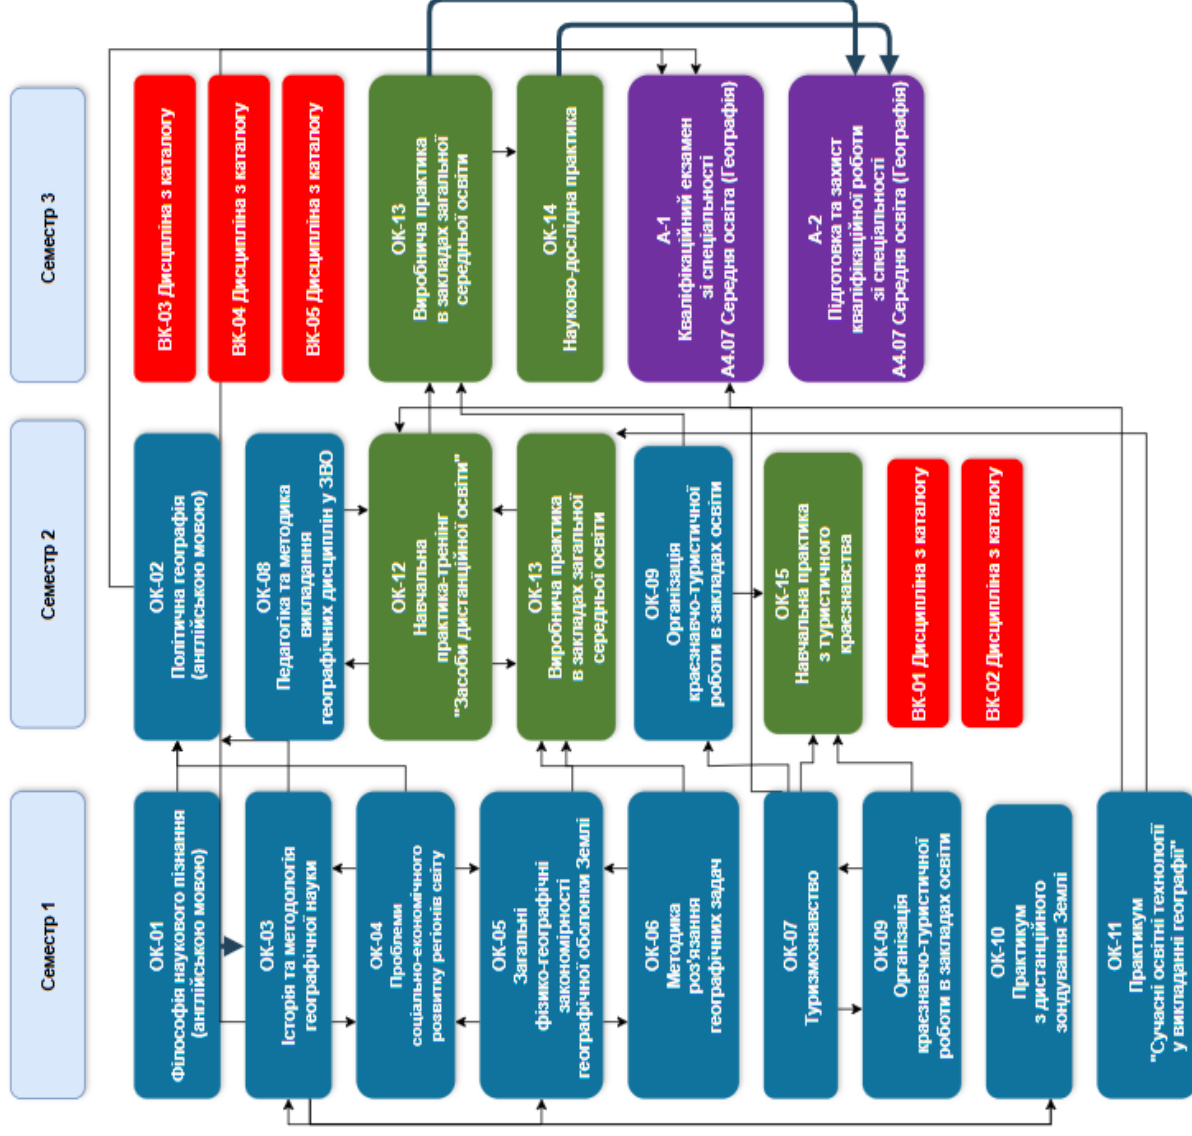 Семестр 1
ОК-01
Філософія наукового пізнання
(англійською мовою)
ОК-03
Історія та методологія
географічної науки
ОК-04
Проблеми
соціально-економічного
розвитку регіонів світу
ОК-05
Загальні
фізико-географічні
закономірності
географічної оболонки Землі
ОК-06
Методика
роз'язання
географічних задач
ОК-07
Туризмознавство
ОК-09
Організація
краєзнавчо-туристичної
роботи в закладах освіти
ОК-10
Практикум
з дистанційного
зондування Землі
ОК-11
Практикум
"Сучасні освітні технології
у викладанні географії"
Семестр 2
ОК-02
Політична географія
(англійською мовою)
ОК-08
Педагогіка та методика
викладання
географічних дисциплін у ЗВО
ОК-12
Навчальна
практика-тренінг
"Засоби дистанційної освіти"
ОК-13
Виробнича практика
в закладах загальної
середньої освіти
ОК-09
Організація
краєзнавчо-туристичної
роботи в закладах освіти
ОК-15
Навчальна практика
з туристичного
краєзнавства
ВК-01 Дисципліна з каталогу
ВК-02 Дисципліна з каталогу
Семестр 3
ВК-03 Дисципліна з каталогу
ВК-04 Дисципліна з каталогу
ВК-05 Дисципліна з каталогу
ОК-13
Виробнича практика
в закладах загальної
середньої освіти
ОК-14
Науково-дослідна практика
А-1
Кваліфікаційний екзамен
зі спеціальності
А4.07 Середня освіта (Географія)
А-2
Підготовка та захист
кваліфікаційної роботи
зі спеціальності
А4.07 Середня освіта (Географія)